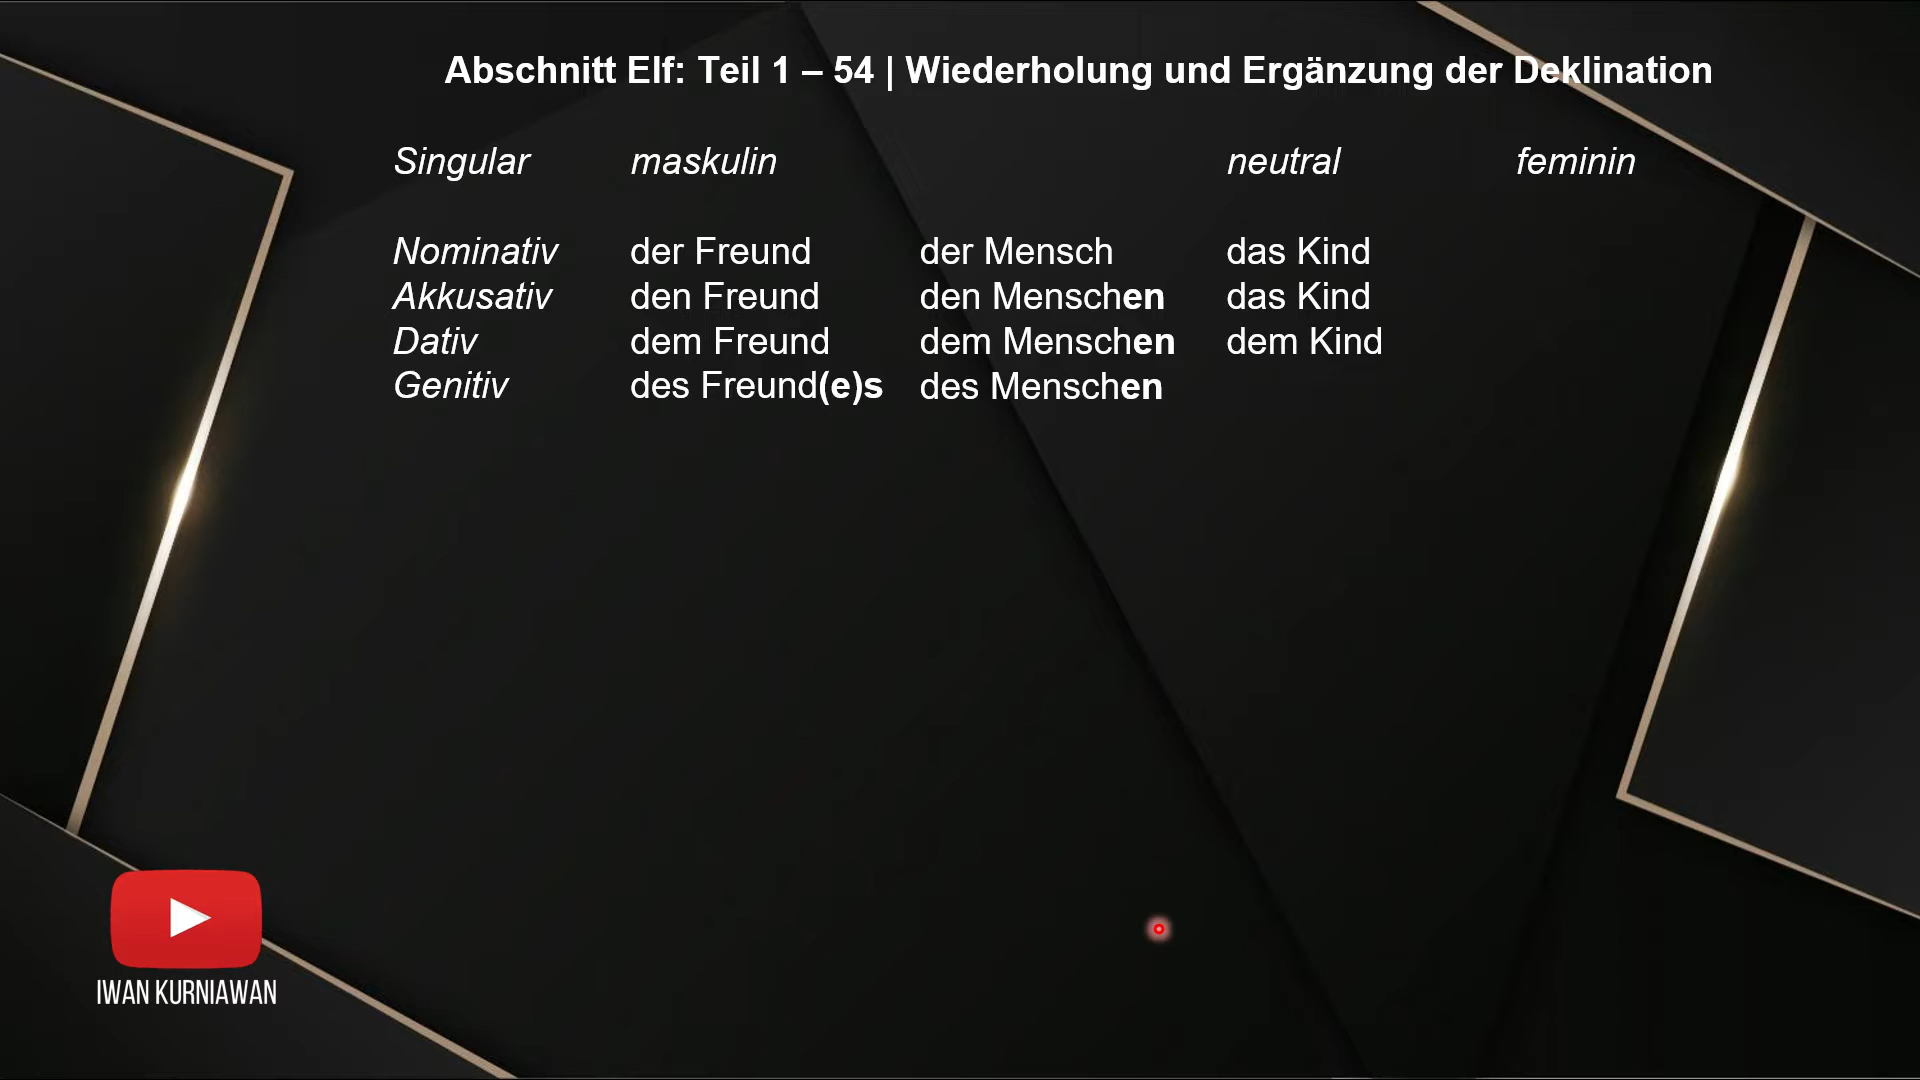 Abschnitt Elf: Teil 1 – 54 | Wiederholung und Ergänzung der Deklination
Singular maskulin neutral feminin
Nominativ der Freund der Mensch das Kind
Akkusativ den Freund den Menschen das Kind
Dativ dem Freund dem Menschen dem Kind
Genitiv des Freund(e)s des Menschen
IWAN KURNIAWAN